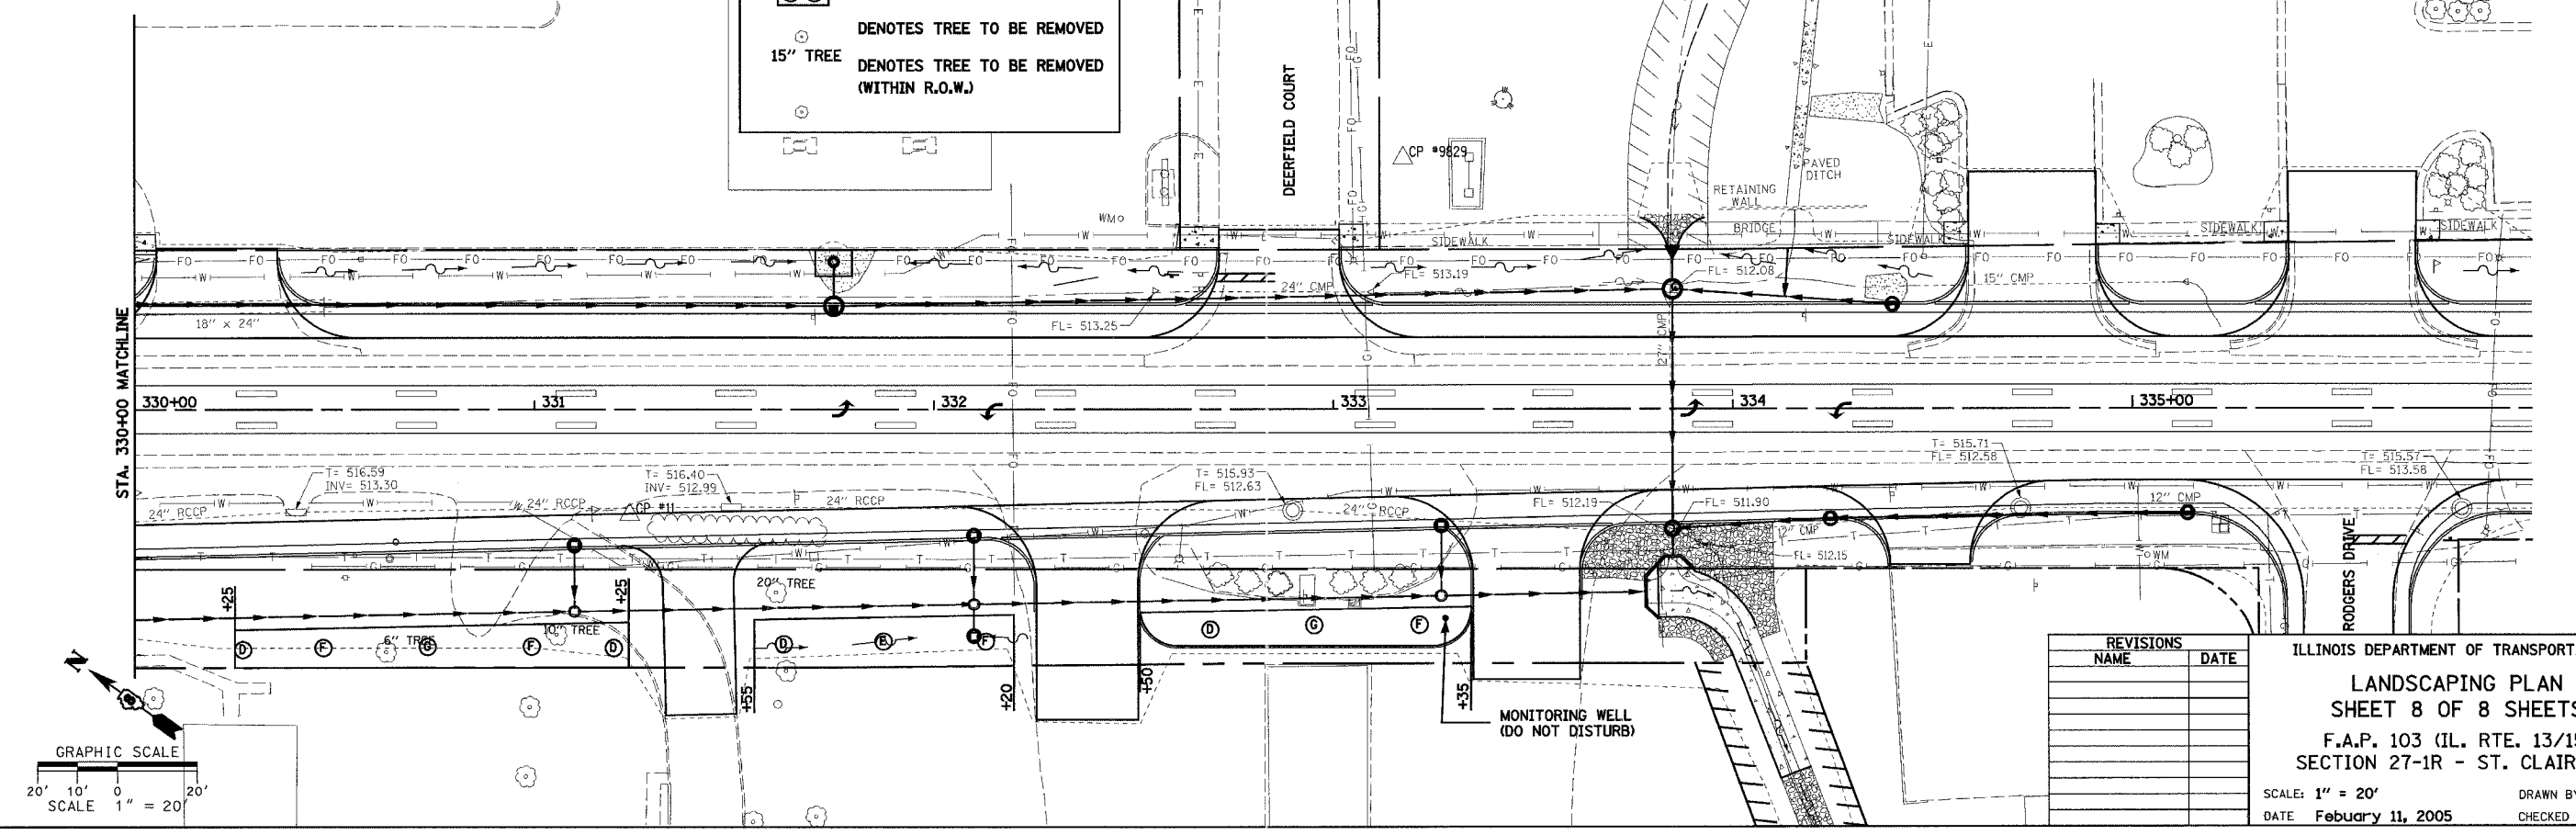 DENOTES TREE TO BE REMOVED
15" TREE
DENOTES TREE TO BE REMOVED
(WITHIN R.O.W.)
DEERFIELD COURT
CP #9829
WM
PAVED
DITCH
RETAINING
WALL
BRIDGE
SIDEWALK
SIDEWALK
SIDEWALK
SIDEWALK
FL= 513.19
FL= 512.08
24" CMP
15" CMP
18" x 24"
FL= 513.25
27" CMP
STA. 330+00 MATCHLINE
330+00
331
332
333
334
335+00
T= 516.59
INV= 513.30
T= 516.40
INV= 512.99
T= 515.93
FL= 512.63
T= 515.71
FL= 512.58
T= 515.57
FL= 513.58
24" RCCP
24" RCCP
CP #11
24" RCCP
24" RCCP
FL= 512.19
FL= 511.90
12" CMP
12" CMP
FL= 512.15
WM
RODGERS DRIVE
20" TREE
10" TREE
6" TREE
+25
+25
+55
+20
+50
+35
D
F
G
F
D
D
B
F
D
G
F
MONITORING WELL
(DO NOT DISTURB)
N
GRAPHIC SCALE
20' 10' 0 20'
SCALE 1" = 20'
REVISIONS
NAME DATE
ILLINOIS DEPARTMENT OF TRANSPORT
LANDSCAPING PLAN
SHEET 8 OF 8 SHEETS
F.A.P. 103 (IL. RTE. 13/15
SECTION 27-1R - ST. CLAIR
SCALE: 1" = 20'
DRAWN BY
DATE Febuary 11, 2005
CHECKED